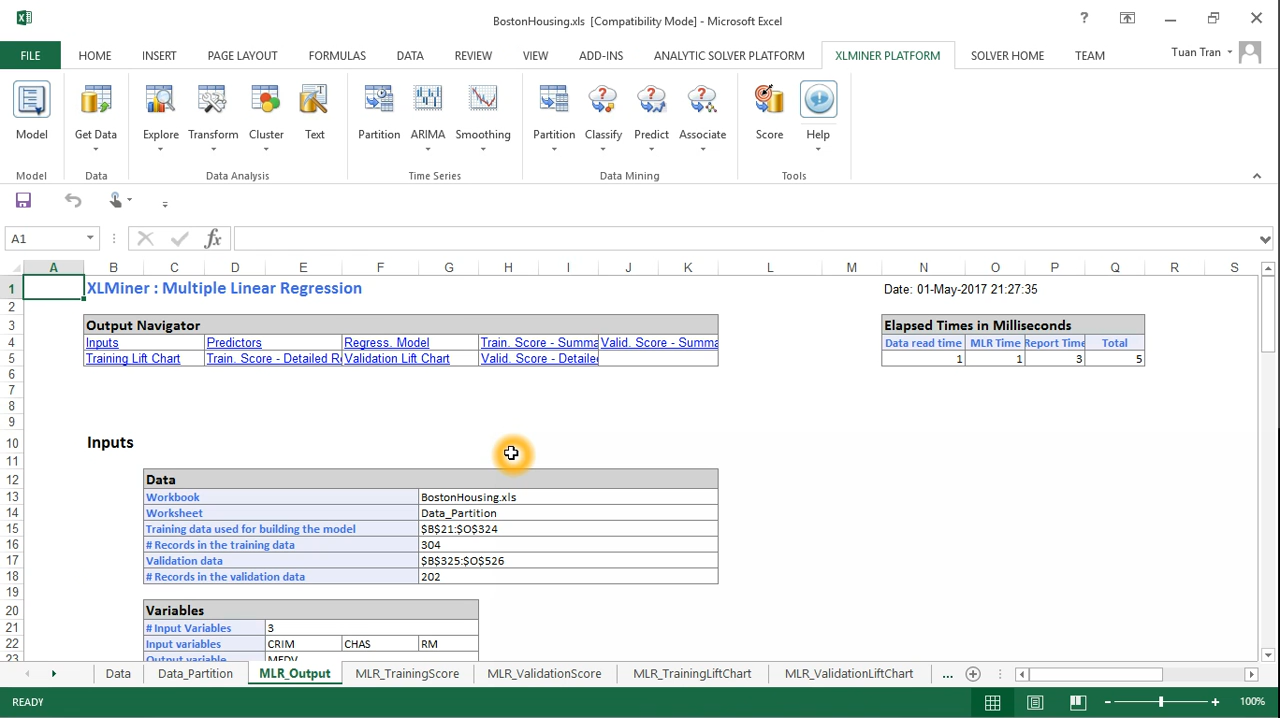 BostonHousing.xls [Compatibility Mode] - Microsoft Excel
?
FILE HOME INSERT PAGE LAYOUT FORMULAS DATA REVIEW VIEW ADD-INS ANALYTIC SOLVER PLATFORM XLMINER PLATFORM SOLVER HOME TEAM Tuan Tran
Model Get Data Explore Transform Cluster Text Partition ARIMA Smoothing Partition Classify Predict Associate Score Help
Model Data Data Analysis Time Series Data Mining Tools
A1 fx
A B C D E F G H I J K L M N O P Q R S
1 XLMiner : Multiple Linear Regression Date: 01-May-2017 21:27:35
2
3 Output Navigator Elapsed Times in Milliseconds
4 Inputs Predictors Regress. Model Train. Score - Summa Valid. Score - Summa Data read time MLR Time Report Time Total
5 Training Lift Chart Train. Score - Detailed Re Validation Lift Chart Valid. Score - Detailed 1 1 3 5
6
7
8
9
10 Inputs
11
12 Data
13 Workbook BostonHousing.xls
14 Worksheet Data_Partition
15 Training data used for building the model $B$21:$O$324
16 # Records in the training data 304
17 Validation data $B$325:$O$526
18 # Records in the validation data 202
19
20 Variables
21 # Input Variables 3
22 Input variables CRIM CHAS RM
23 Output variable MEDV
Data Data_Partition MLR_Output MLR_TrainingScore MLR_ValidationScore MLR_TrainingLiftChart MLR_ValidationLiftChart ...
READY 100%